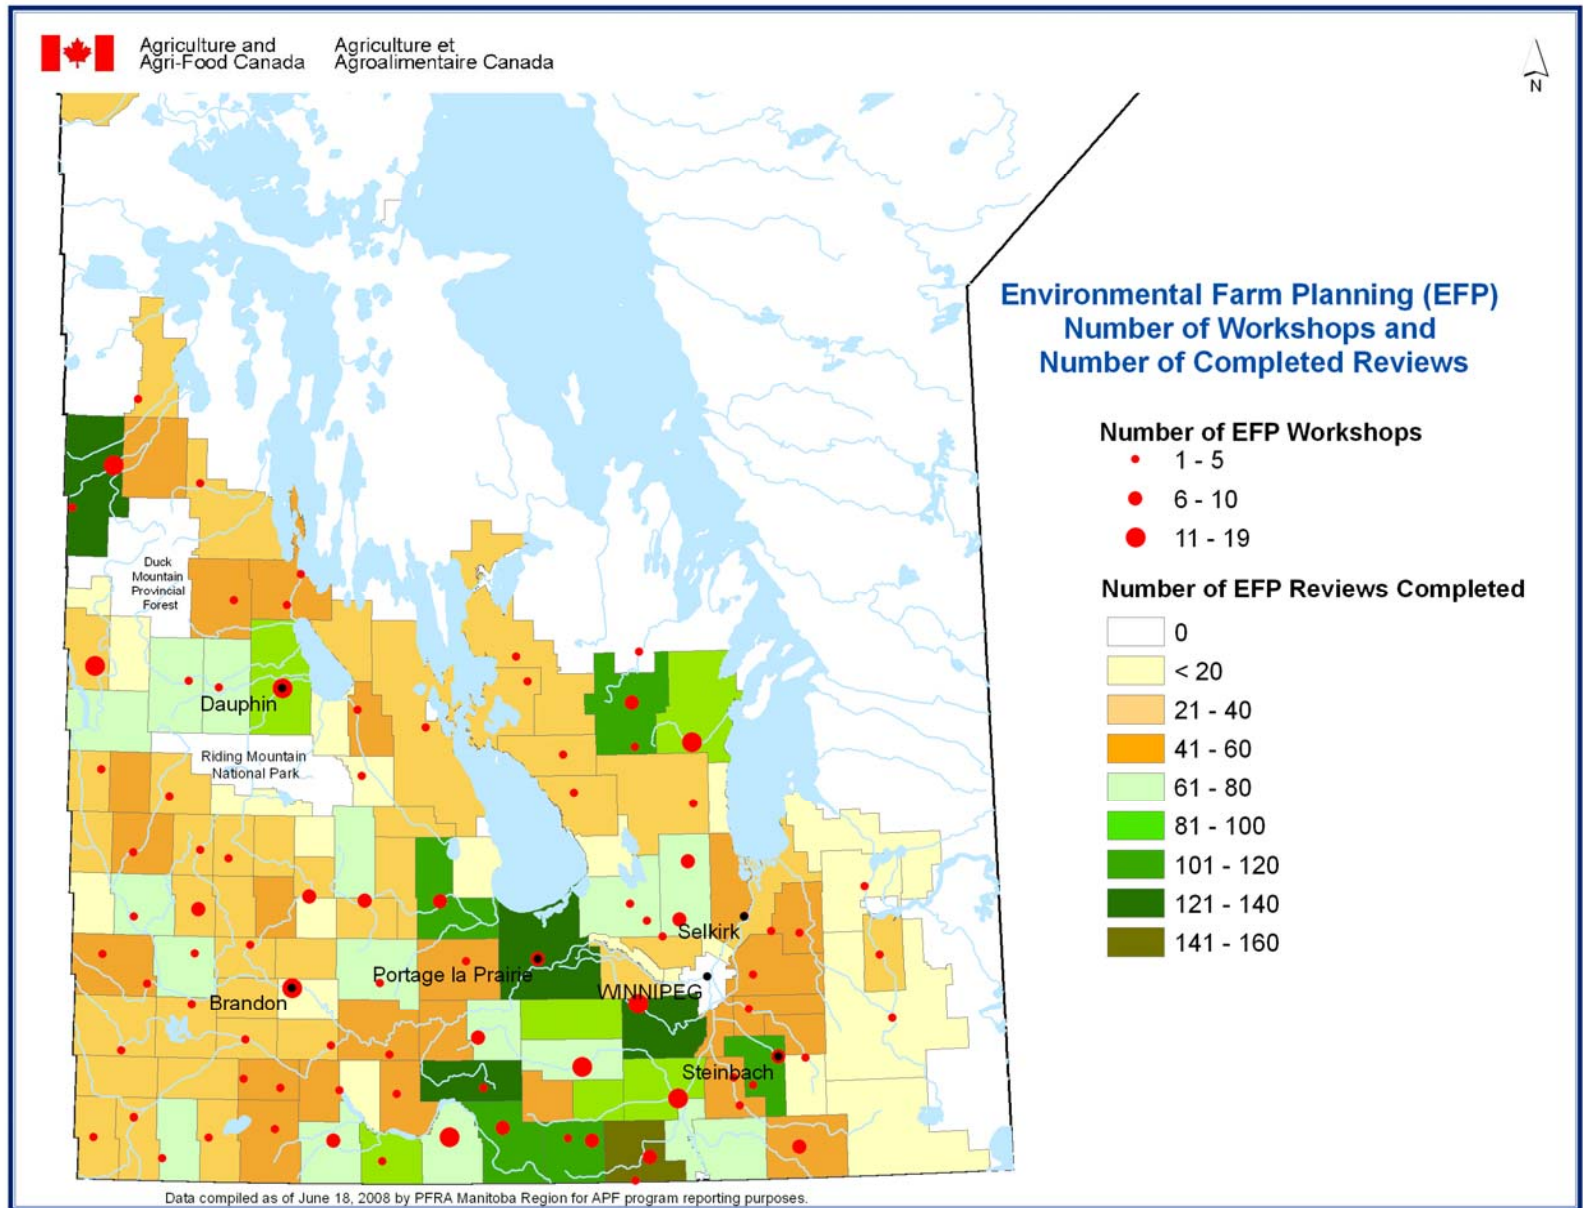 Agriculture and
Agri-Food Canada
Agriculture et
Agroalimentaire Canada
N
Environmental Farm Planning (EFP)
Number of Workshops and
Number of Completed Reviews
Number of EFP Workshops
1 - 5
6 - 10
11 - 19
Number of EFP Reviews Completed
0
< 20
21 - 40
41 - 60
61 - 80
81 - 100
101 - 120
121 - 140
141 - 160
Duck
Mountain
Provincial
Forest
Dauphin
Riding Mountain
National Park
Selkirk
Portage la Prairie
WINNIPEG
Brandon
Steinbach
Data compiled as of June 18, 2008 by PFRA Manitoba Region for APF program reporting purposes.